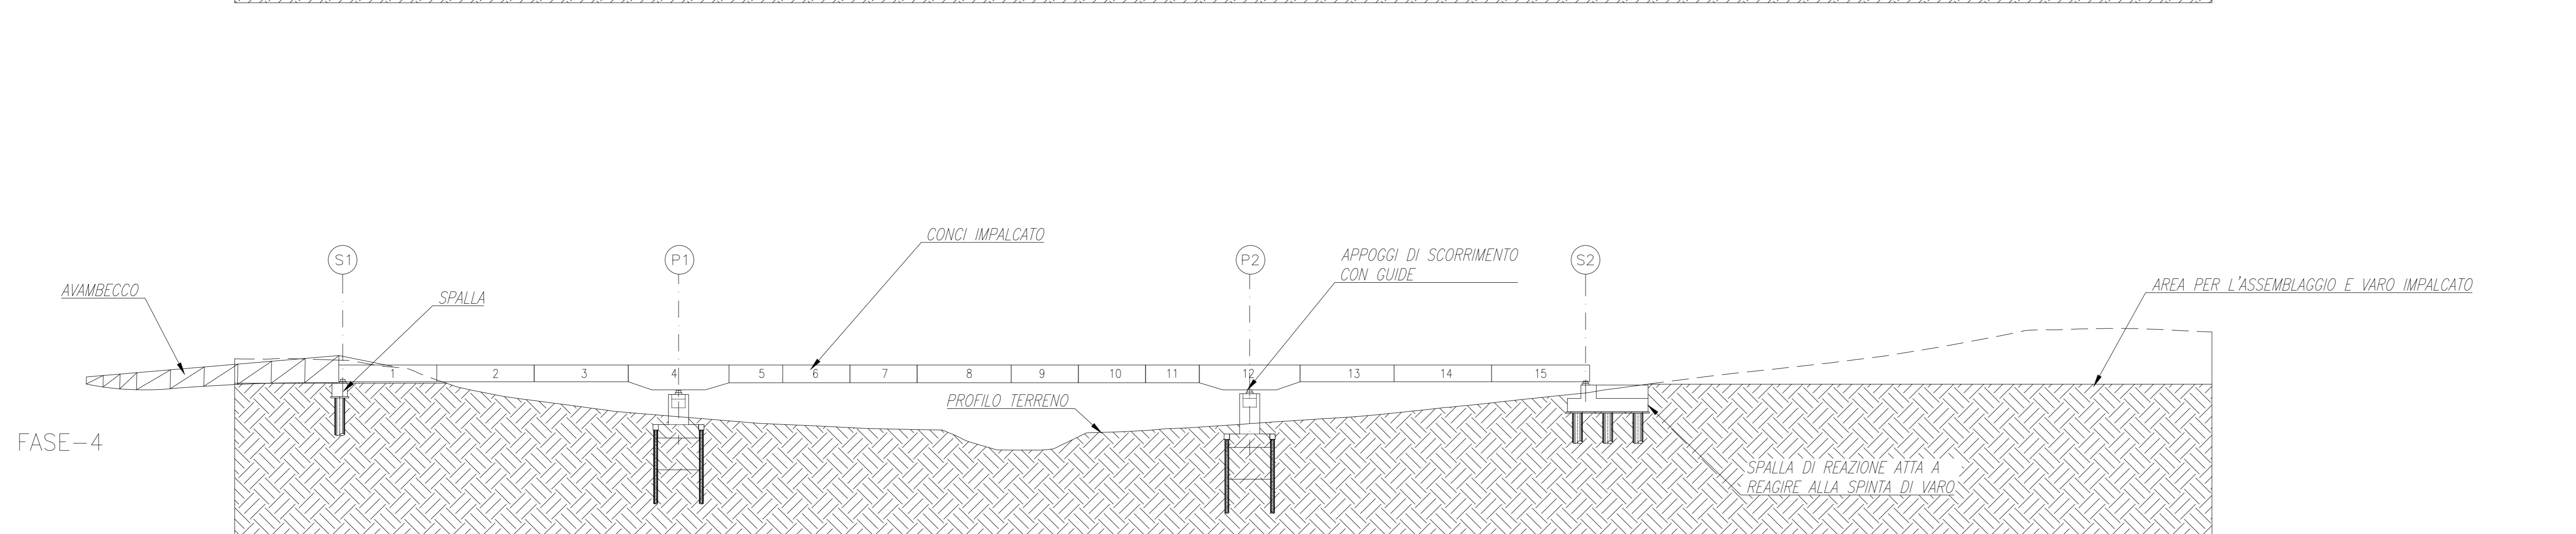 CONCI IMPALCATO
S1
P1
P2
APPOGGI DI SCORRIMENTO
CON GUIDE
S2
AVAMBECCO
SPALLA
AREA PER L'ASSEMBLAGGIO E VARO IMPALCATO
1 2 3 4 5 6 7 8 9 10 11 12 13 14 15
PROFILO TERRENO
FASE-4
SPALLA DI REAZIONE ATTA A
REAGIRE ALLA SPINTA DI VARO